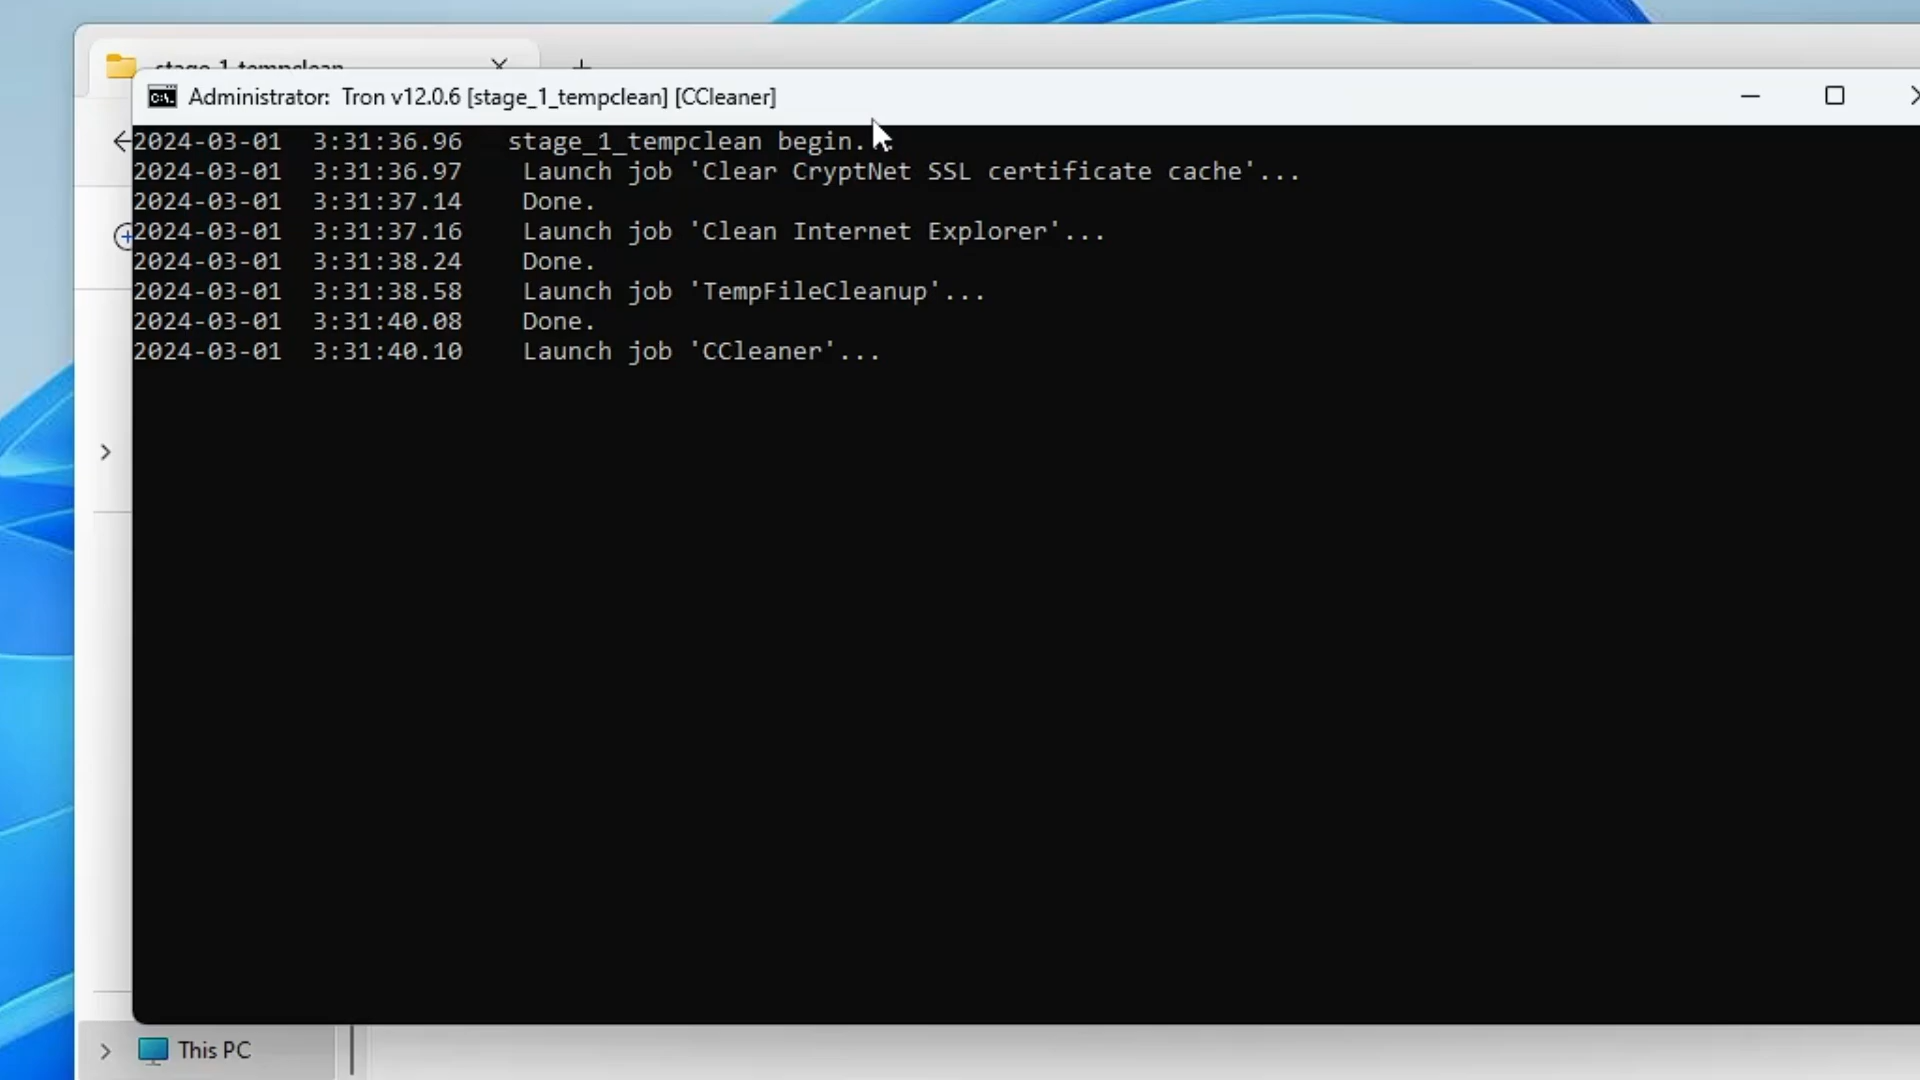 stage_1_tempclean
Administrator: Tron v12.0.6 [stage_1_tempclean] [CCleaner]
2024-03-01 3:31:36.96 stage_1_tempclean begin...
2024-03-01 3:31:36.97 Launch job 'Clear CryptNet SSL certificate cache'...
2024-03-01 3:31:37.14 Done.
2024-03-01 3:31:37.16 Launch job 'Clean Internet Explorer'...
2024-03-01 3:31:38.24 Done.
2024-03-01 3:31:38.58 Launch job 'TempFileCleanup'...
2024-03-01 3:31:40.08 Done.
2024-03-01 3:31:40.10 Launch job 'CCleaner'...
This PC